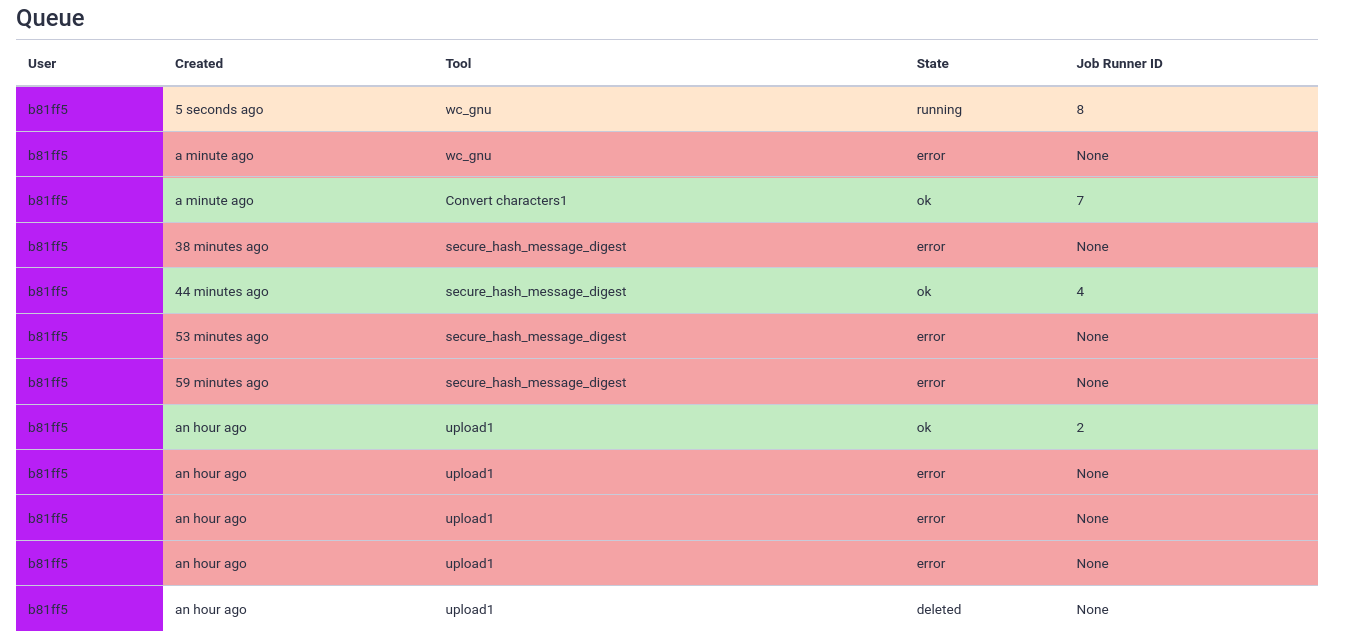 Queue
User Created Tool State Job Runner ID
b81ff5 5 seconds ago wc_gnu running 8
b81ff5 a minute ago wc_gnu error None
b81ff5 a minute ago Convert characters1 ok 7
b81ff5 38 minutes ago secure_hash_message_digest error None
b81ff5 44 minutes ago secure_hash_message_digest ok 4
b81ff5 53 minutes ago secure_hash_message_digest error None
b81ff5 59 minutes ago secure_hash_message_digest error None
b81ff5 an hour ago upload1 ok 2
b81ff5 an hour ago upload1 error None
b81ff5 an hour ago upload1 error None
b81ff5 an hour ago upload1 error None
b81ff5 an hour ago upload1 deleted None